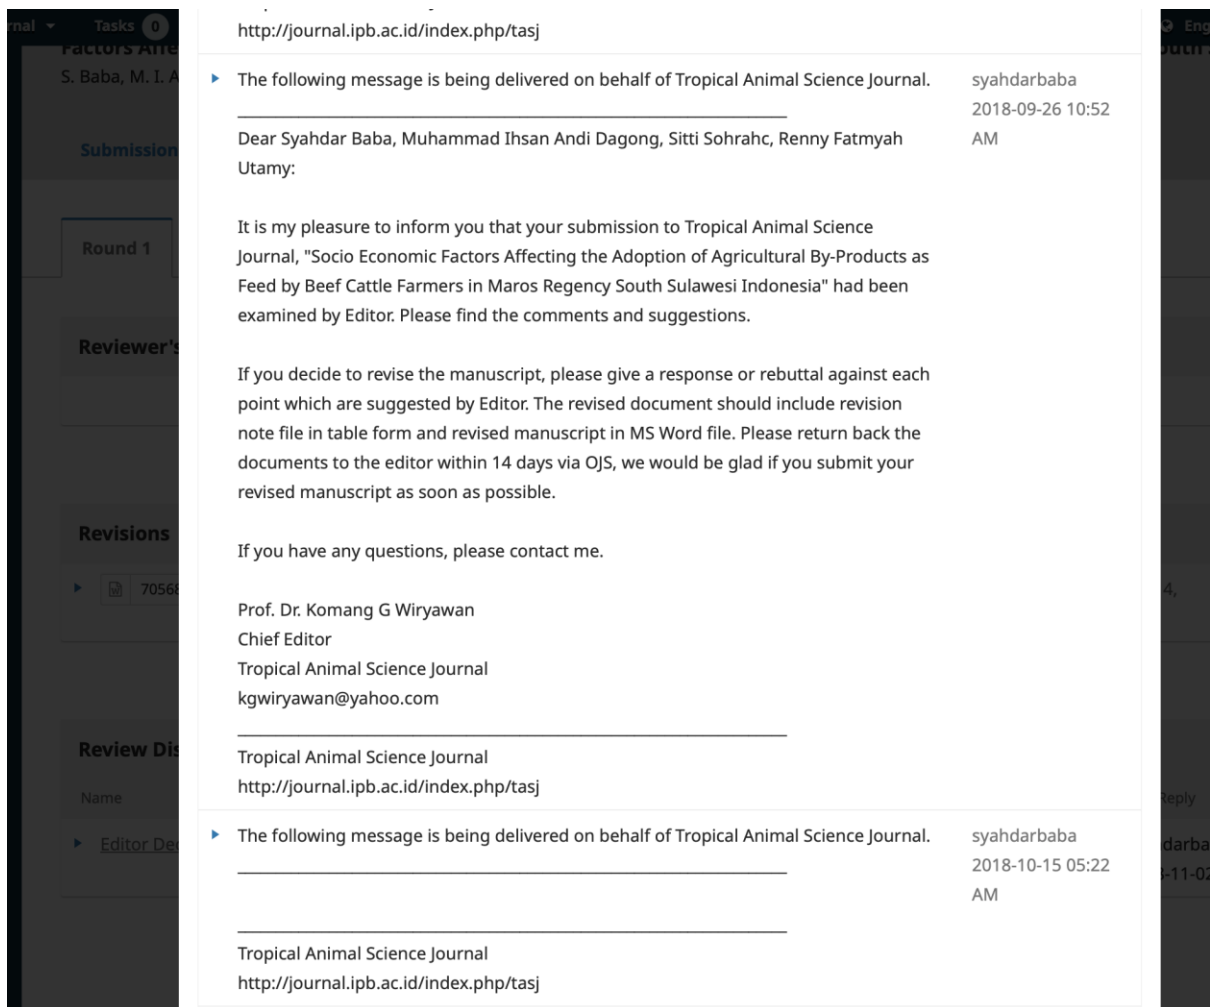 rnal Tasks 0
Eng
Factors Affe
S. Baba, M. I. A
Submission
Round 1
Reviewer's
Revisions
7056
4,
Review Dis
Name
Reply
Editor Dec
darba
-11-02
http://journal.ipb.ac.id/index.php/tasj
The following message is being delivered on behalf of Tropical Animal Science Journal.
syahdarbaba
2018-09-26 10:52
AM
Dear Syahdar Baba, Muhammad Ihsan Andi Dagong, Sitti Sohrahc, Renny Fatmyah
Utamy:
It is my pleasure to inform you that your submission to Tropical Animal Science
Journal, "Socio Economic Factors Affecting the Adoption of Agricultural By-Products as
Feed by Beef Cattle Farmers in Maros Regency South Sulawesi Indonesia" had been
examined by Editor. Please find the comments and suggestions.
If you decide to revise the manuscript, please give a response or rebuttal against each
point which are suggested by Editor. The revised document should include revision
note file in table form and revised manuscript in MS Word file. Please return back the
documents to the editor within 14 days via OJS, we would be glad if you submit your
revised manuscript as soon as possible.
If you have any questions, please contact me.
Prof. Dr. Komang G Wiryawan
Chief Editor
Tropical Animal Science Journal
kgwiryawan@yahoo.com
Tropical Animal Science Journal
http://journal.ipb.ac.id/index.php/tasj
The following message is being delivered on behalf of Tropical Animal Science Journal.
syahdarbaba
2018-10-15 05:22
AM
Tropical Animal Science Journal
http://journal.ipb.ac.id/index.php/tasj